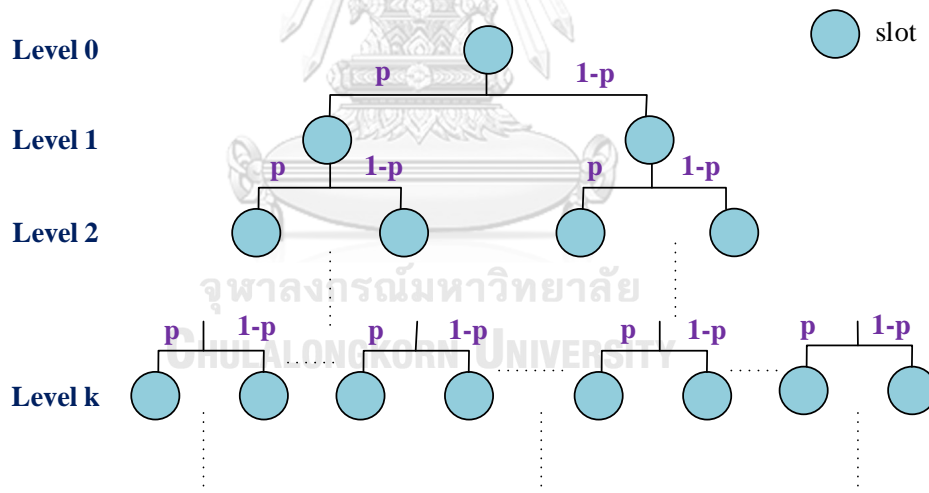 Level 0
slot
p
1-p
Level 1
p
1-p
p
1-p
Level 2
จุฬาลงกรณ์มหาวิทยาลัย
p
1-p
p
1-p
p
1-p
p
1-p
CHULALONGKORN UNIVERSITY
Level k